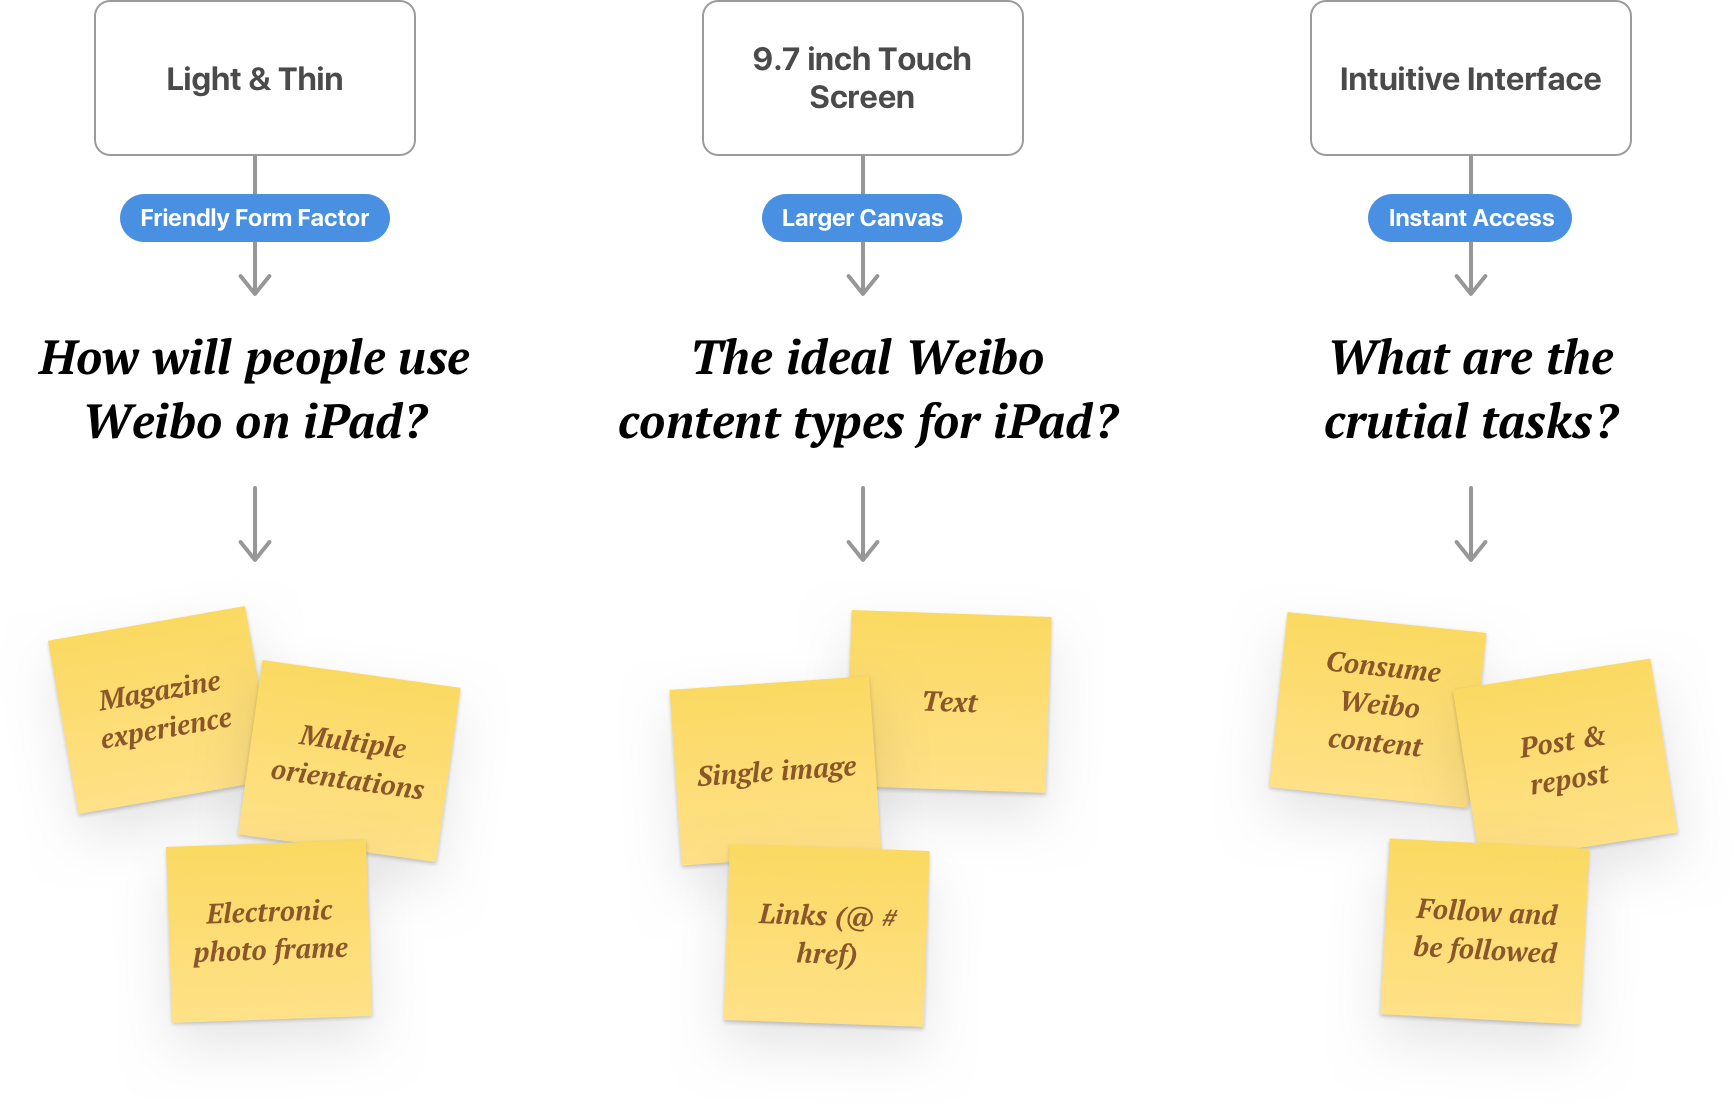 Light & Thin
Friendly Form Factor
How will people use
Weibo on iPad?
Magazine
experience
Multiple
orientations
Electronic
photo frame
9.7 inch Touch
Screen
Larger Canvas
The ideal Weibo
content types for iPad?
Text
Single image
Links (@ #
href)
Intuitive Interface
Instant Access
What are the
crutial tasks?
Consume
Weibo
content
Post &
repost
Follow and
be followed